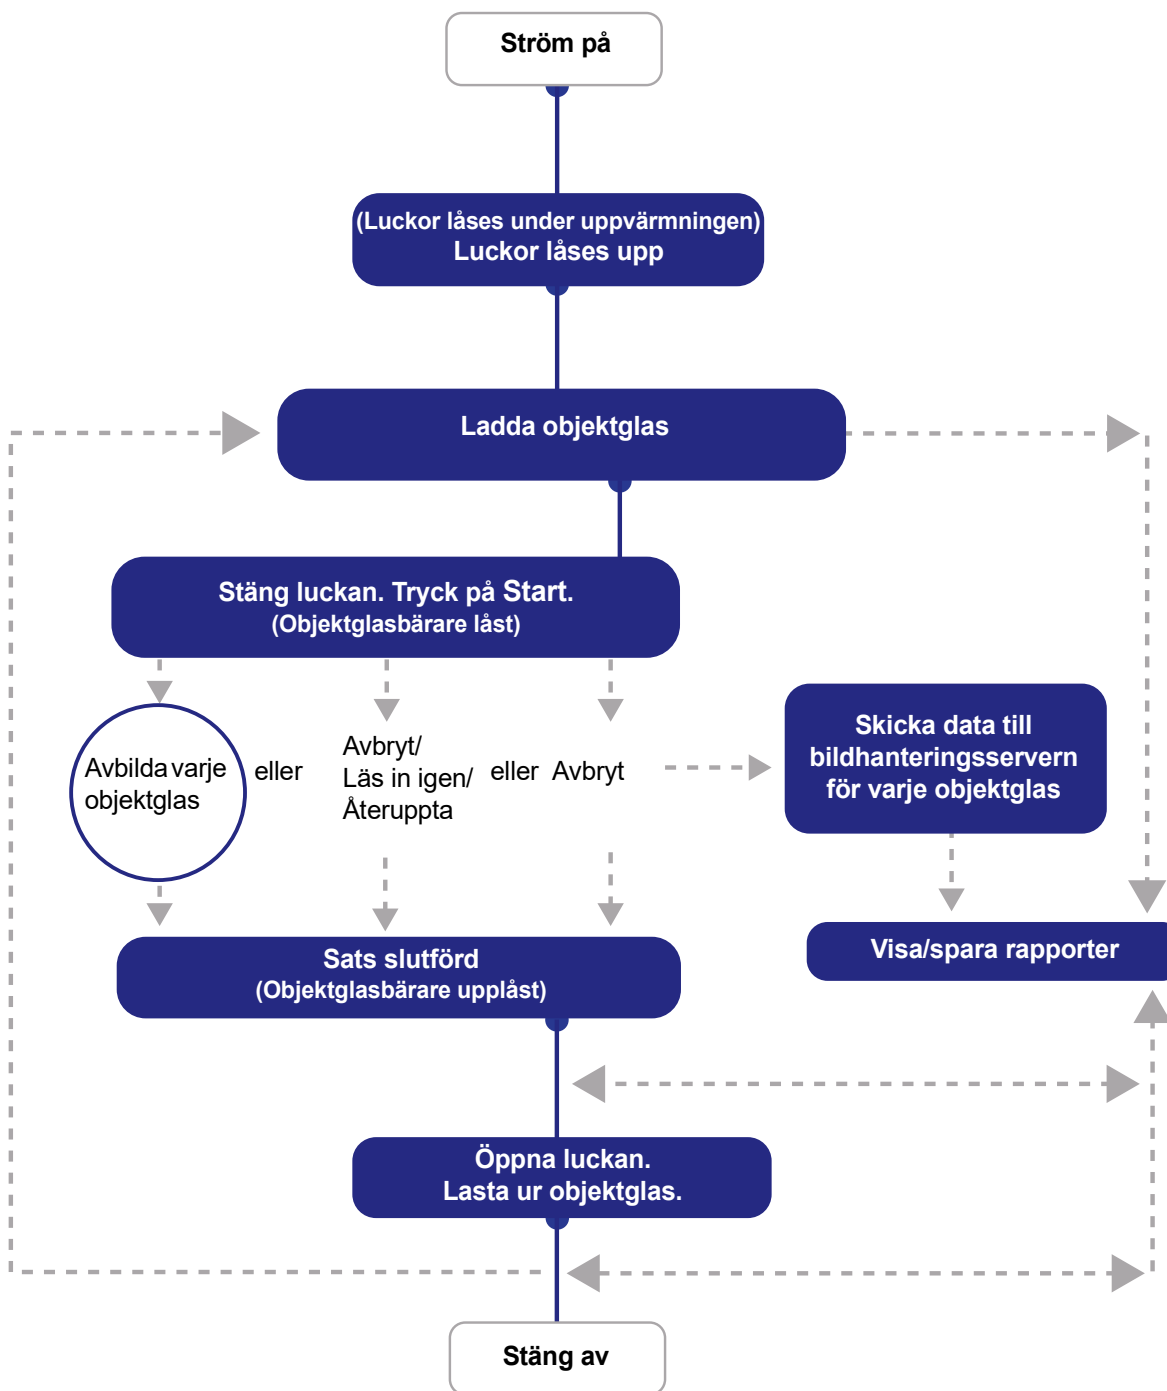 Ström på
(Luckor låses under uppvärmningen)
Luckor låses upp
Ladda objektglas
Stäng luckan. Tryck på Start.
(Objektglasbärare låst)
Avbilda varje
objektglas
eller
Avbryt/
Läs in igen/
Återuppta
eller Avbryt
Skicka data till
bildhanteringsservern
för varje objektglas
Sats slutförd
(Objektglasbärare upplåst)
Visa/spara rapporter
Öppna luckan.
Lasta ur objektglas.
Stäng av